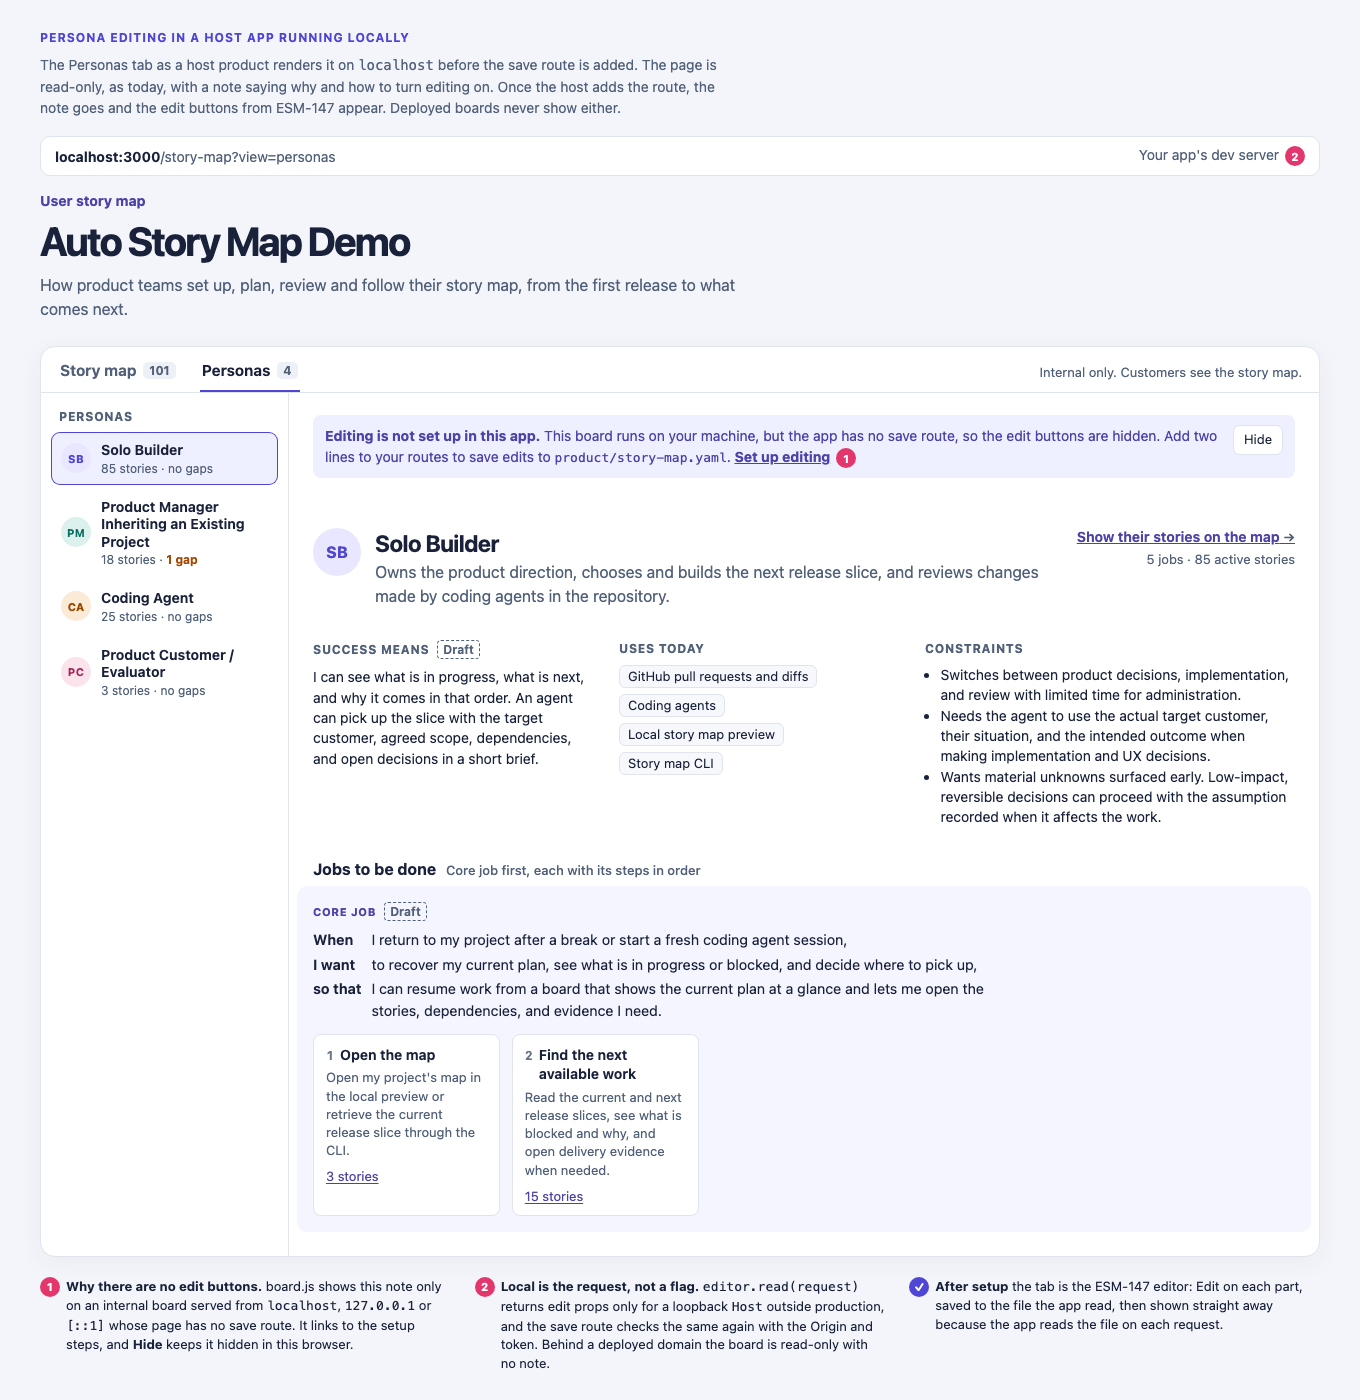 PERSONA EDITING IN A HOST APP RUNNING LOCALLY
The Personas tab as a host product renders it on localhost before the save route is added. The page is
read-only, as today, with a note saying why and how to turn editing on. Once the host adds the route, the
note goes and the edit buttons from ESM-147 appear. Deployed boards never show either.
localhost:3000/story-map?view=personas
Your app's dev server 2
User story map
Auto Story Map Demo
How product teams set up, plan, review and follow their story map, from the first release to what
comes next.
Story map 101 Personas 4
Internal only. Customers see the story map.
PERSONAS
SB
Solo Builder
85 stories · no gaps
PM
Product Manager
Inheriting an Existing
Project
18 stories · 1 gap
CA
Coding Agent
25 stories · no gaps
PC
Product Customer /
Evaluator
3 stories · no gaps
Editing is not set up in this app. This board runs on your machine, but the app has no save route, so the edit buttons are hidden. Add two
lines to your routes to save edits to product/story-map.yaml. Set up editing 1
Hide
SB
Solo Builder
Owns the product direction, chooses and builds the next release slice, and reviews changes
made by coding agents in the repository.
Show their stories on the map →
5 jobs · 85 active stories
SUCCESS MEANS Draft
I can see what is in progress, what is next,
and why it comes in that order. An agent
can pick up the slice with the target
customer, agreed scope, dependencies,
and open decisions in a short brief.
USES TODAY
GitHub pull requests and diffs
Coding agents
Local story map preview
Story map CLI
CONSTRAINTS
• Switches between product decisions, implementation,
and review with limited time for administration.
• Needs the agent to use the actual target customer,
their situation, and the intended outcome when
making implementation and UX decisions.
• Wants material unknowns surfaced early. Low-impact,
reversible decisions can proceed with the assumption
recorded when it affects the work.
Jobs to be done Core job first, each with its steps in order
CORE JOB Draft
When I return to my project after a break or start a fresh coding agent session,
I want to recover my current plan, see what is in progress or blocked, and decide where to pick up,
so that I can resume work from a board that shows the current plan at a glance and lets me open the
stories, dependencies, and evidence I need.
1 Open the map
Open my project's map in
the local preview or
retrieve the current
release slice through the
CLI.
3 stories
2 Find the next
available work
Read the current and next
release slices, see what is
blocked and why, and
open delivery evidence
when needed.
15 stories
1 Why there are no edit buttons. board.js shows this note only
on an internal board served from localhost, 127.0.0.1 or
[::1] whose page has no save route. It links to the setup
steps, and Hide keeps it hidden in this browser.
2 Local is the request, not a flag. editor.read(request)
returns edit props only for a loopback Host outside production,
and the save route checks the same again with the Origin and
token. Behind a deployed domain the board is read-only with
no note.
✓ After setup the tab is the ESM-147 editor: Edit on each part,
saved to the file the app read, then shown straight away
because the app reads the file on each request.